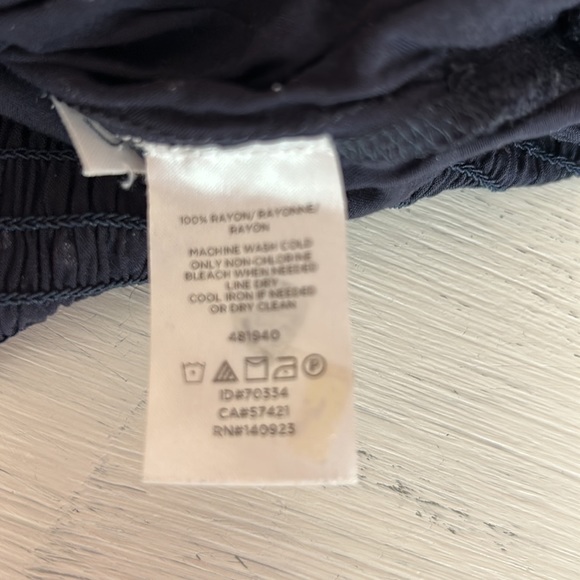 100% RAYON/RAYONNE/
RAYON
MACHINE WASH COLD
ONLY NON-CHLORINE
BLEACH WHEN NEEDED
LINE DRY
COOL IRON IF NEEDED
OR DRY CLEAN
481940
P
ID#70334
CA#57421
RN#140923